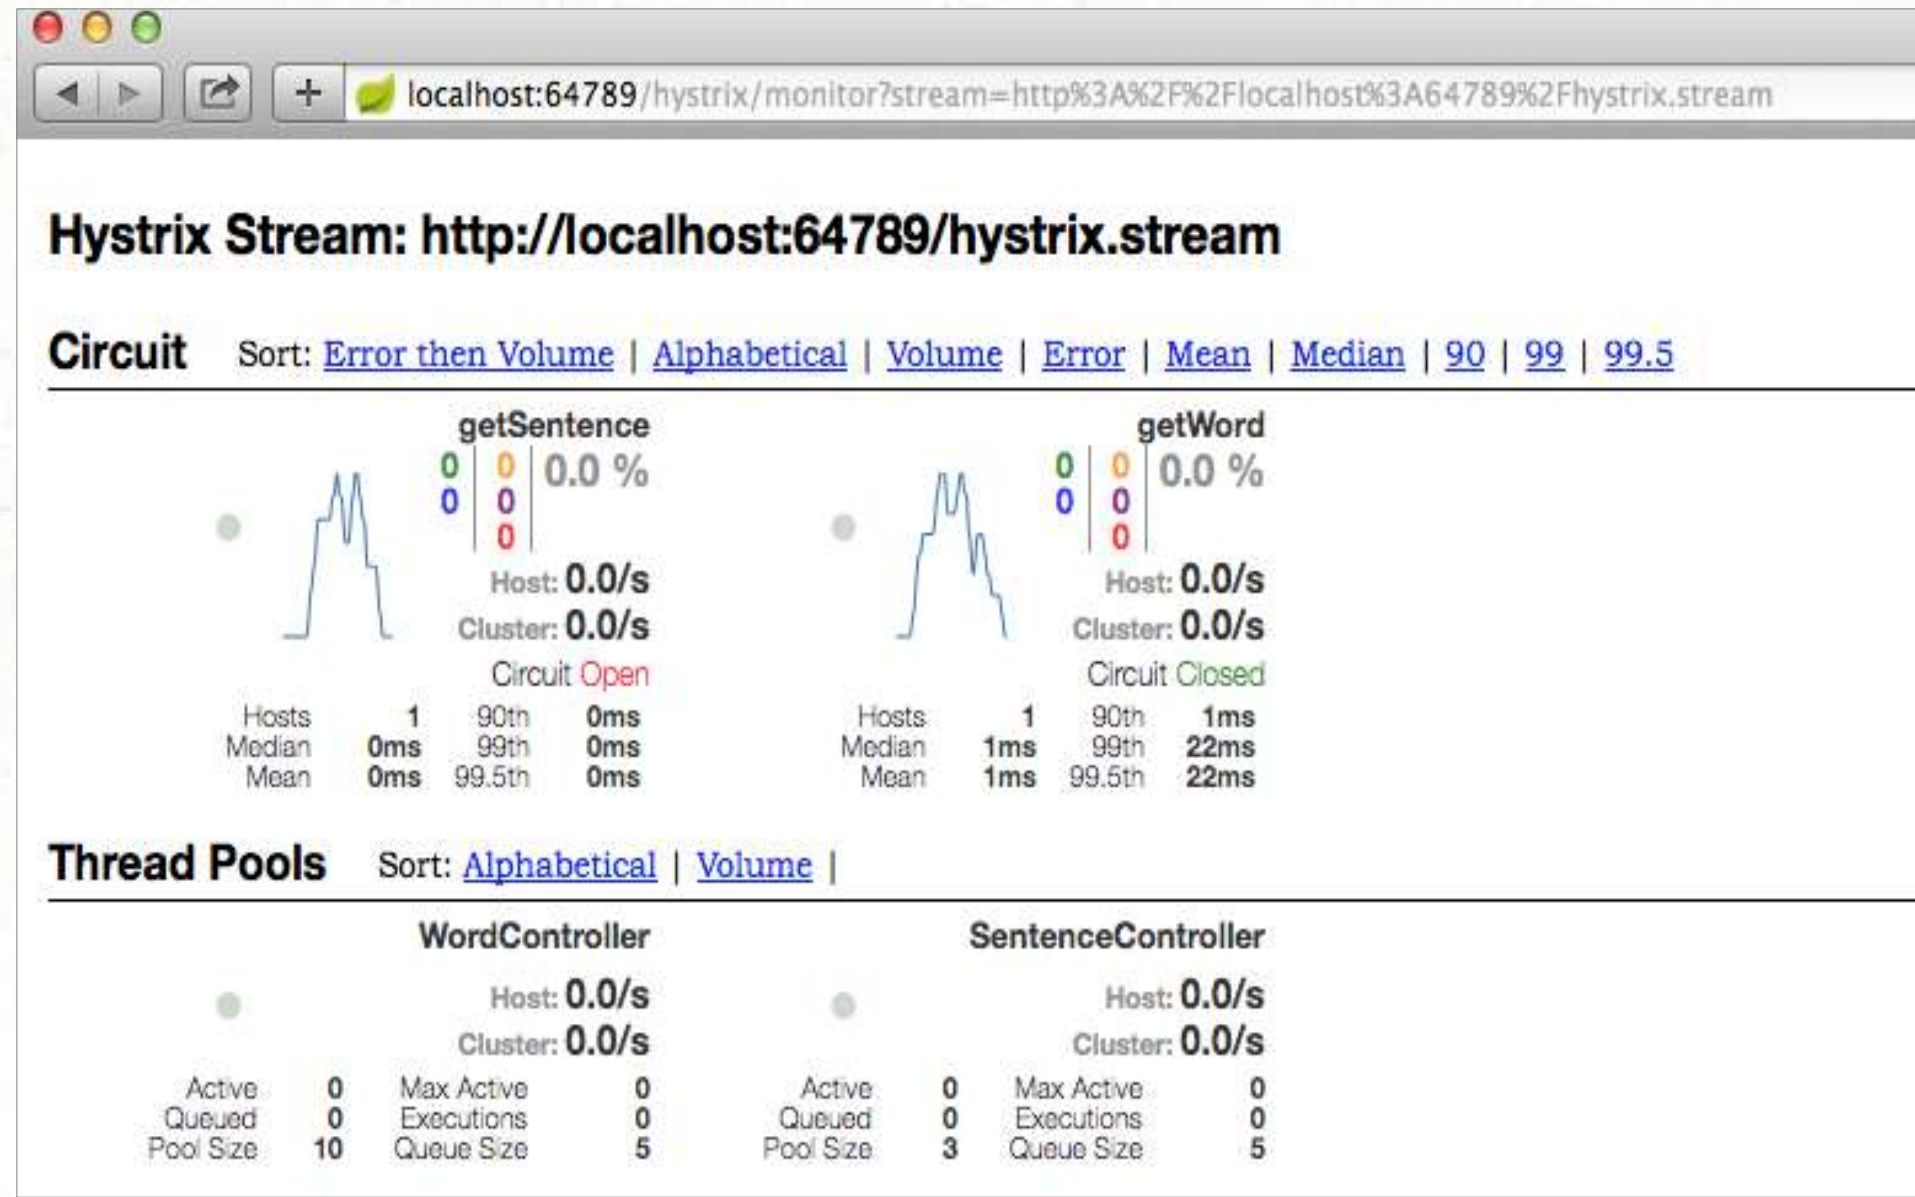 localhost:64789/hystrix/monitor?stream=http%3A%2F%2Flocalhost%3A64789%2Fhystrix.stream
Hystrix Stream: http://localhost:64789/hystrix.stream
Circuit Sort: Error then Volume | Alphabetical | Volume | Error | Mean | Median | 90 | 99 | 99.5
getSentence
0 0 0.0 %
0 0
0
Host: 0.0/s
Cluster: 0.0/s
Circuit Open
Hosts 1 90th 0ms
Median 0ms 99th 0ms
Mean 0ms 99.5th 0ms
getWord
0 0 0.0 %
0 0
0
Host: 0.0/s
Cluster: 0.0/s
Circuit Closed
Hosts 1 90th 1ms
Median 1ms 99th 22ms
Mean 1ms 99.5th 22ms
Thread Pools Sort: Alphabetical | Volume |
WordController
Host: 0.0/s
Cluster: 0.0/s
Active 0 Max Active 0
Queued 0 Executions 0
Pool Size 10 Queue Size 5
SentenceController
Host: 0.0/s
Cluster: 0.0/s
Active 0 Max Active 0
Queued 0 Executions 0
Pool Size 3 Queue Size 5